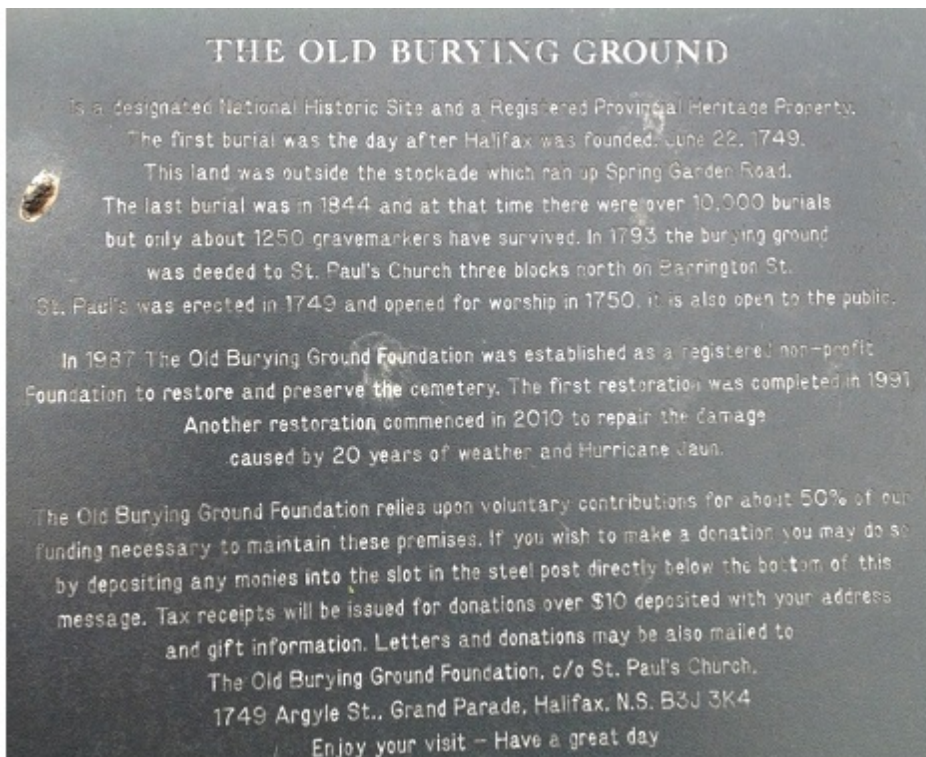 THE OLD BURYING GROUND
Is a designated National Historic Site and a Registered Provincial Heritage Property.
The first burial was the day after Halifax was founded, June 22, 1749.
This land was outside the stockade which ran up Spring Garden Road.
The last burial was in 1844 and at that time there were over 10,000 burials
but only about 1250 gravemarkers have survived. In 1793 the burying ground
was deeded to St. Paul's Church three blocks north on Barrington St.
St. Paul's was erected in 1749 and opened for worship in 1750. it is also open to the public.
In 1987 The Old Burying Ground Foundation was established as a registered non-profit
Foundation to restore and preserve the cemetery. The first restoration was completed in 1991
Another restoration commenced in 2010 to repair the damage
caused by 20 years of weather and Hurricane Jaun.
The Old Burying Ground Foundation relies upon voluntary contributions for about 50% of our
funding necessary to maintain these premises. If you wish to make a donation you may do so
by depositing any monies into the slot in the steel post directly below the bottom of this
message. Tax receipts will be issued for donations over $10 deposited with your address
and gift information. Letters and donations may be also mailed to
The Old Burying Ground Foundation, c/o St. Paul's Church,
1749 Argyle St., Grand Parade, Halifax, N.S. B3J 3K4
Enjoy your visit – Have a great day